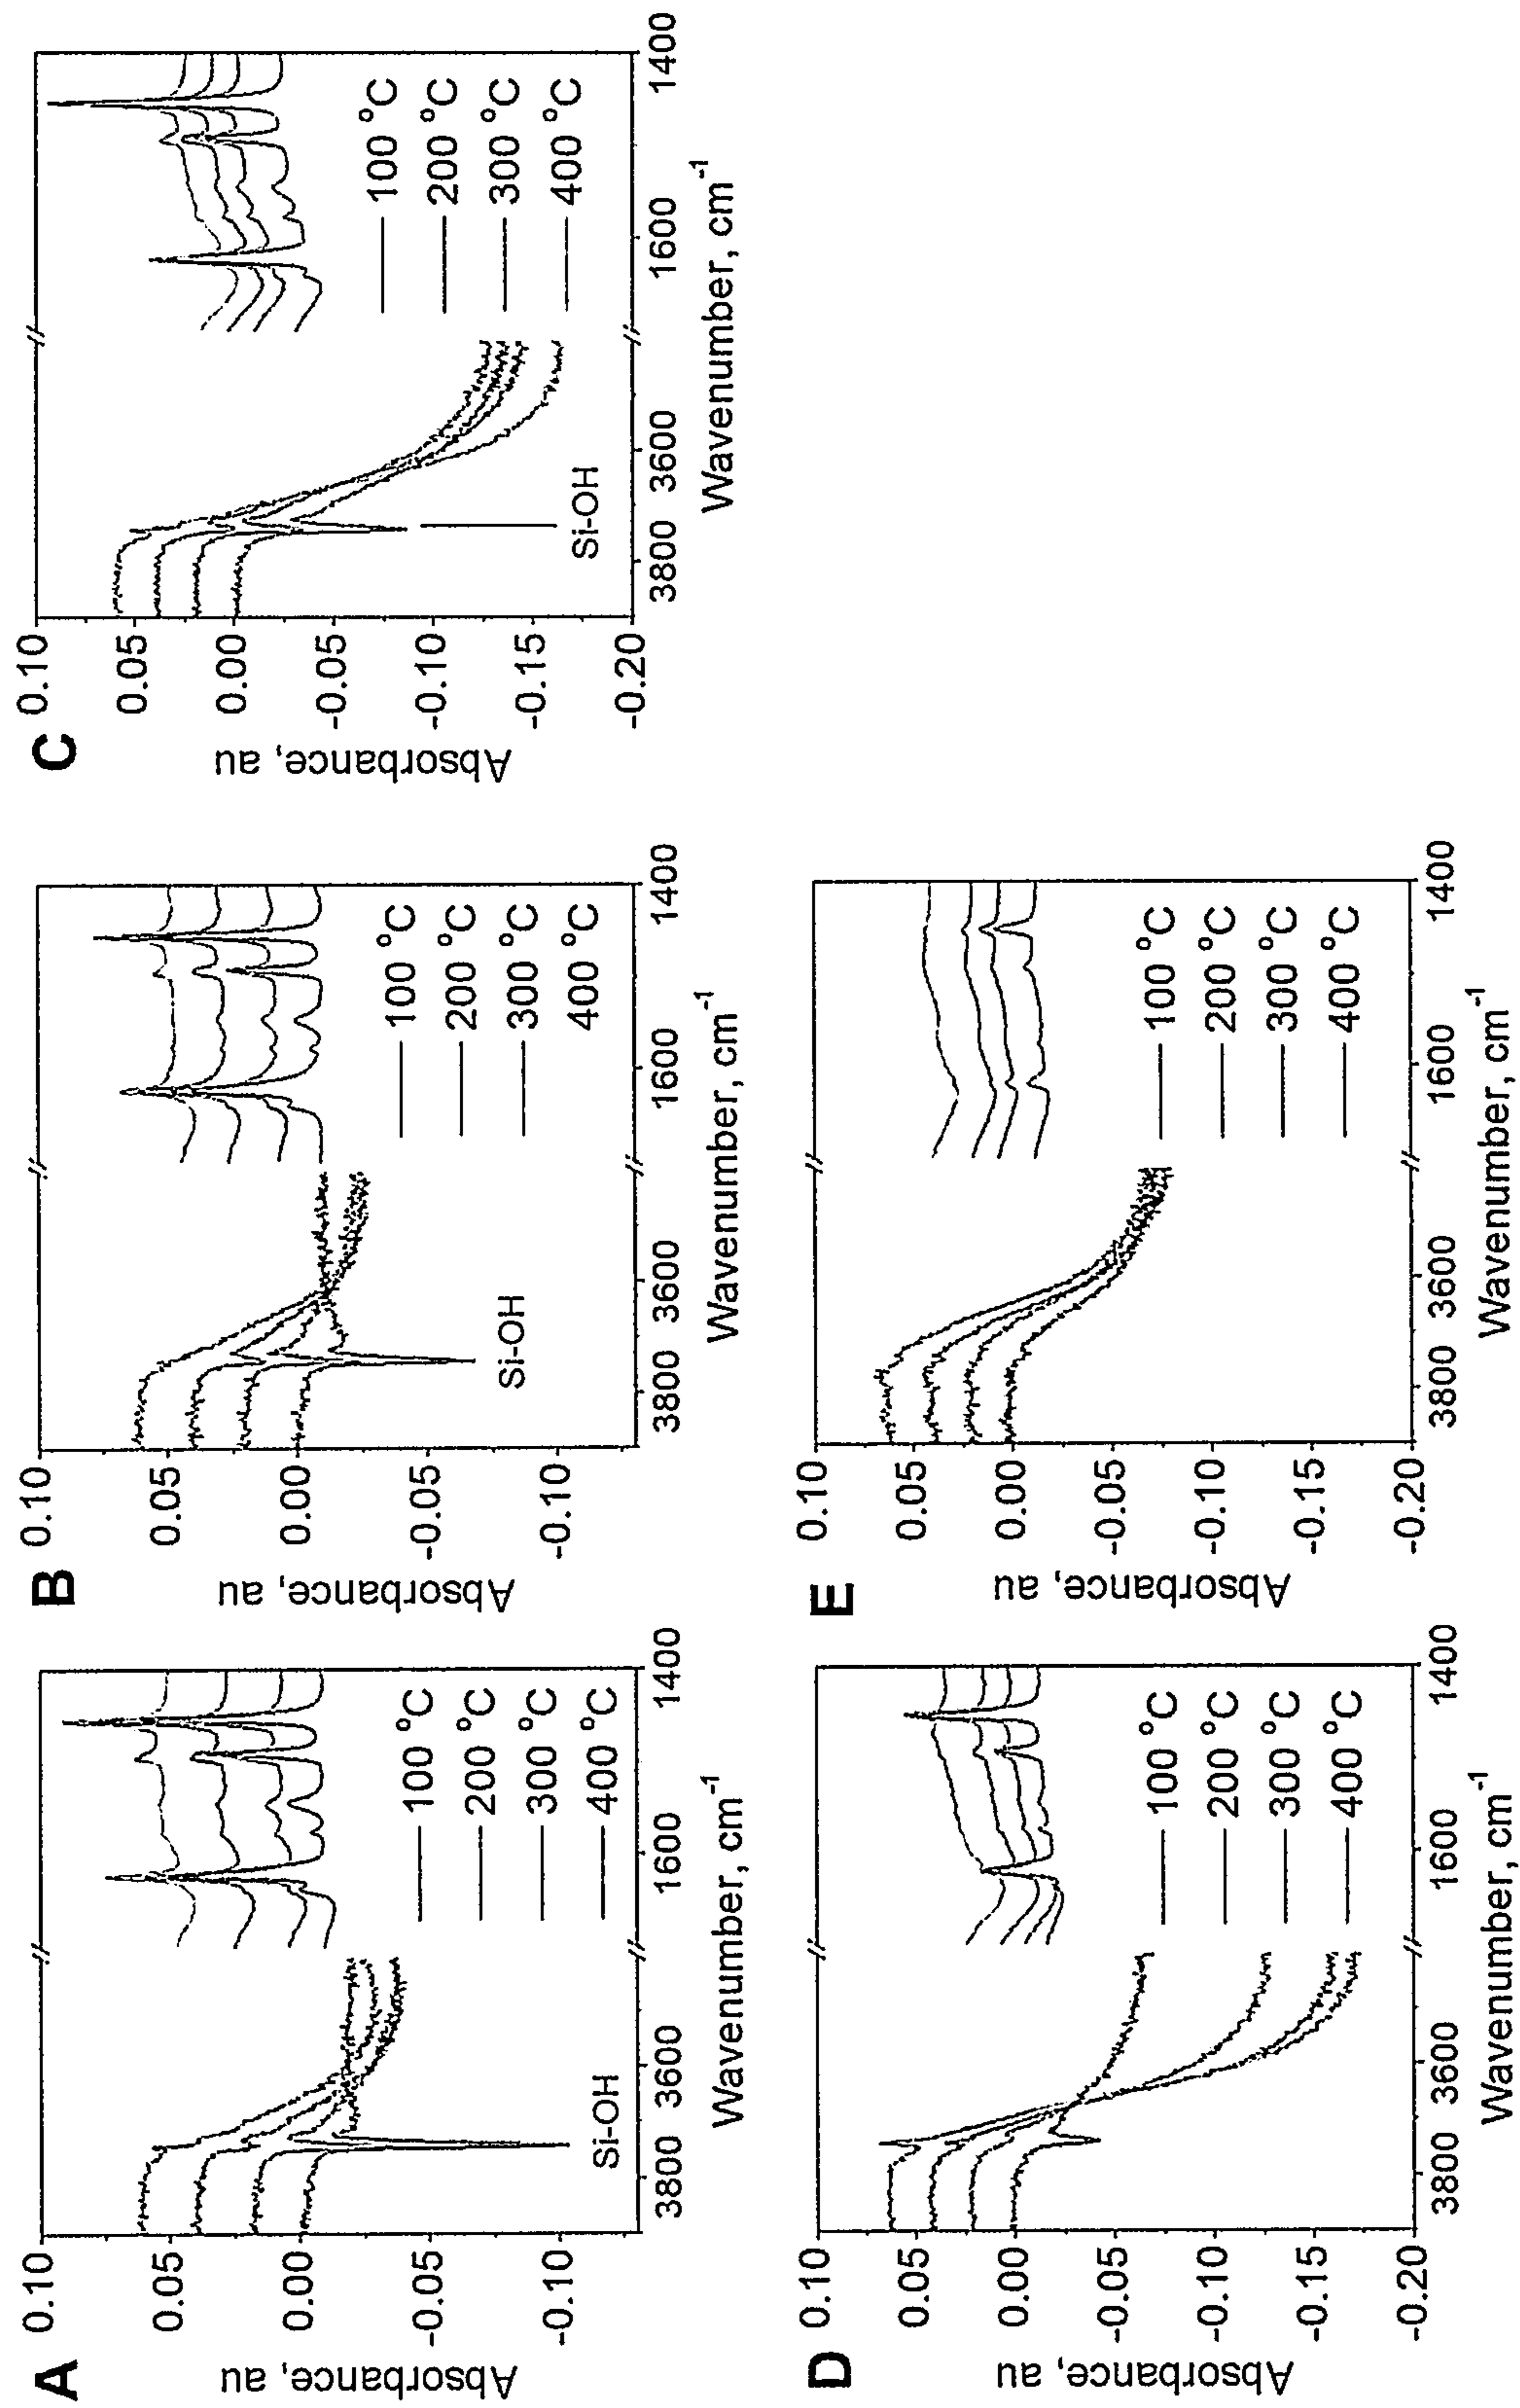 A
Absorbance, au
0.10
0.05
0.00
-0.05
-0.10
Si-OH
100 °C
200 °C
300 °C
400 °C
3800
3600
1600
1400
Wavenumber, cm-1
B
Absorbance, au
0.10
0.05
0.00
-0.05
-0.10
Si-OH
100 °C
200 °C
300 °C
400 °C
3800
3600
1600
1400
Wavenumber, cm-1
C
Absorbance, au
0.10
0.05
0.00
-0.05
-0.10
-0.15
-0.20
Si-OH
100 °C
200 °C
300 °C
400 °C
3800
3600
1600
1400
Wavenumber, cm-1
D
Absorbance, au
0.10
0.05
0.00
-0.05
-0.10
-0.15
-0.20
100 °C
200 °C
300 °C
400 °C
3800
3600
1600
1400
Wavenumber, cm-1
E
Absorbance, au
0.10
0.05
0.00
-0.05
-0.10
-0.15
-0.20
100 °C
200 °C
300 °C
400 °C
3800
3600
1600
1400
Wavenumber, cm-1